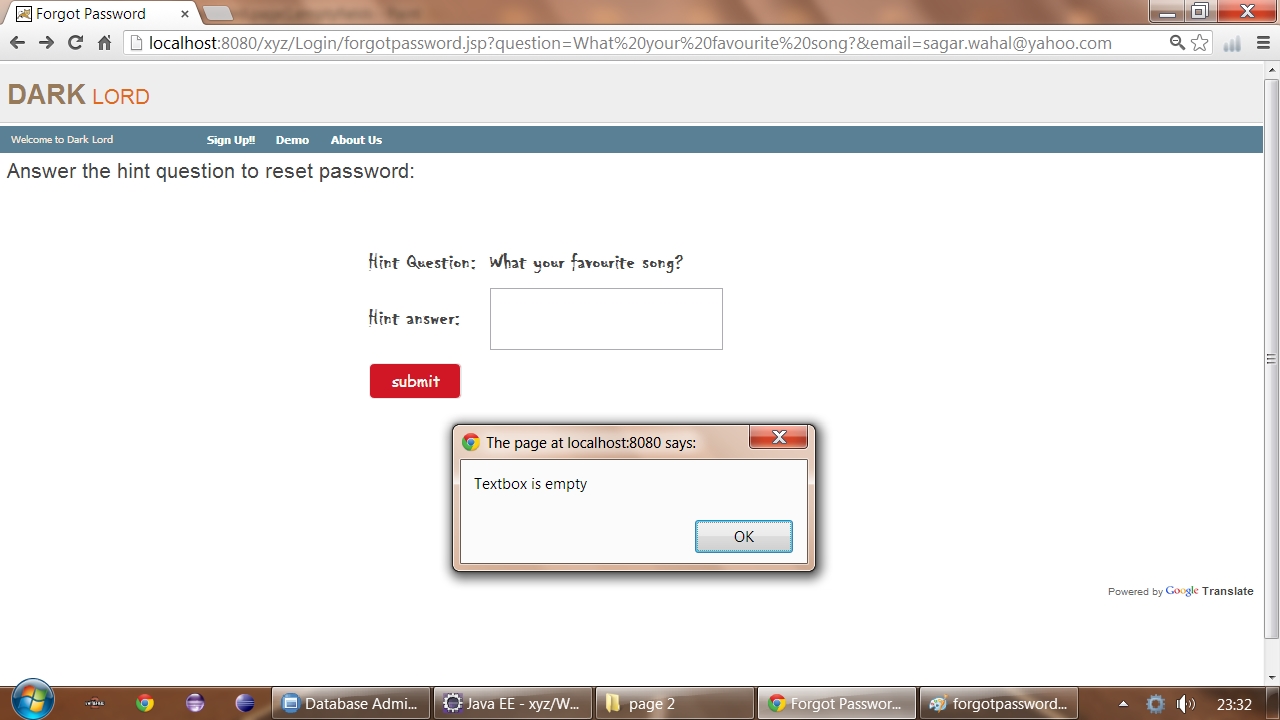 Forgot Password
localhost:8080/xyz/Login/forgotpassword.jsp?question=What%20your%20favourite%20song?&email=sagar.wahal@yahoo.com
DARK LORD
Welcome to Dark Lord Sign Up!! Demo About Us
Answer the hint question to reset password:
Hint Question: What your favourite song?
Hint answer:
submit
The page at localhost:8080 says:
Textbox is empty
OK
Powered by Google Translate
Database Admi... Java EE - xyz/W... page 2 Forgot Passwor... forgotpassword... 23:32